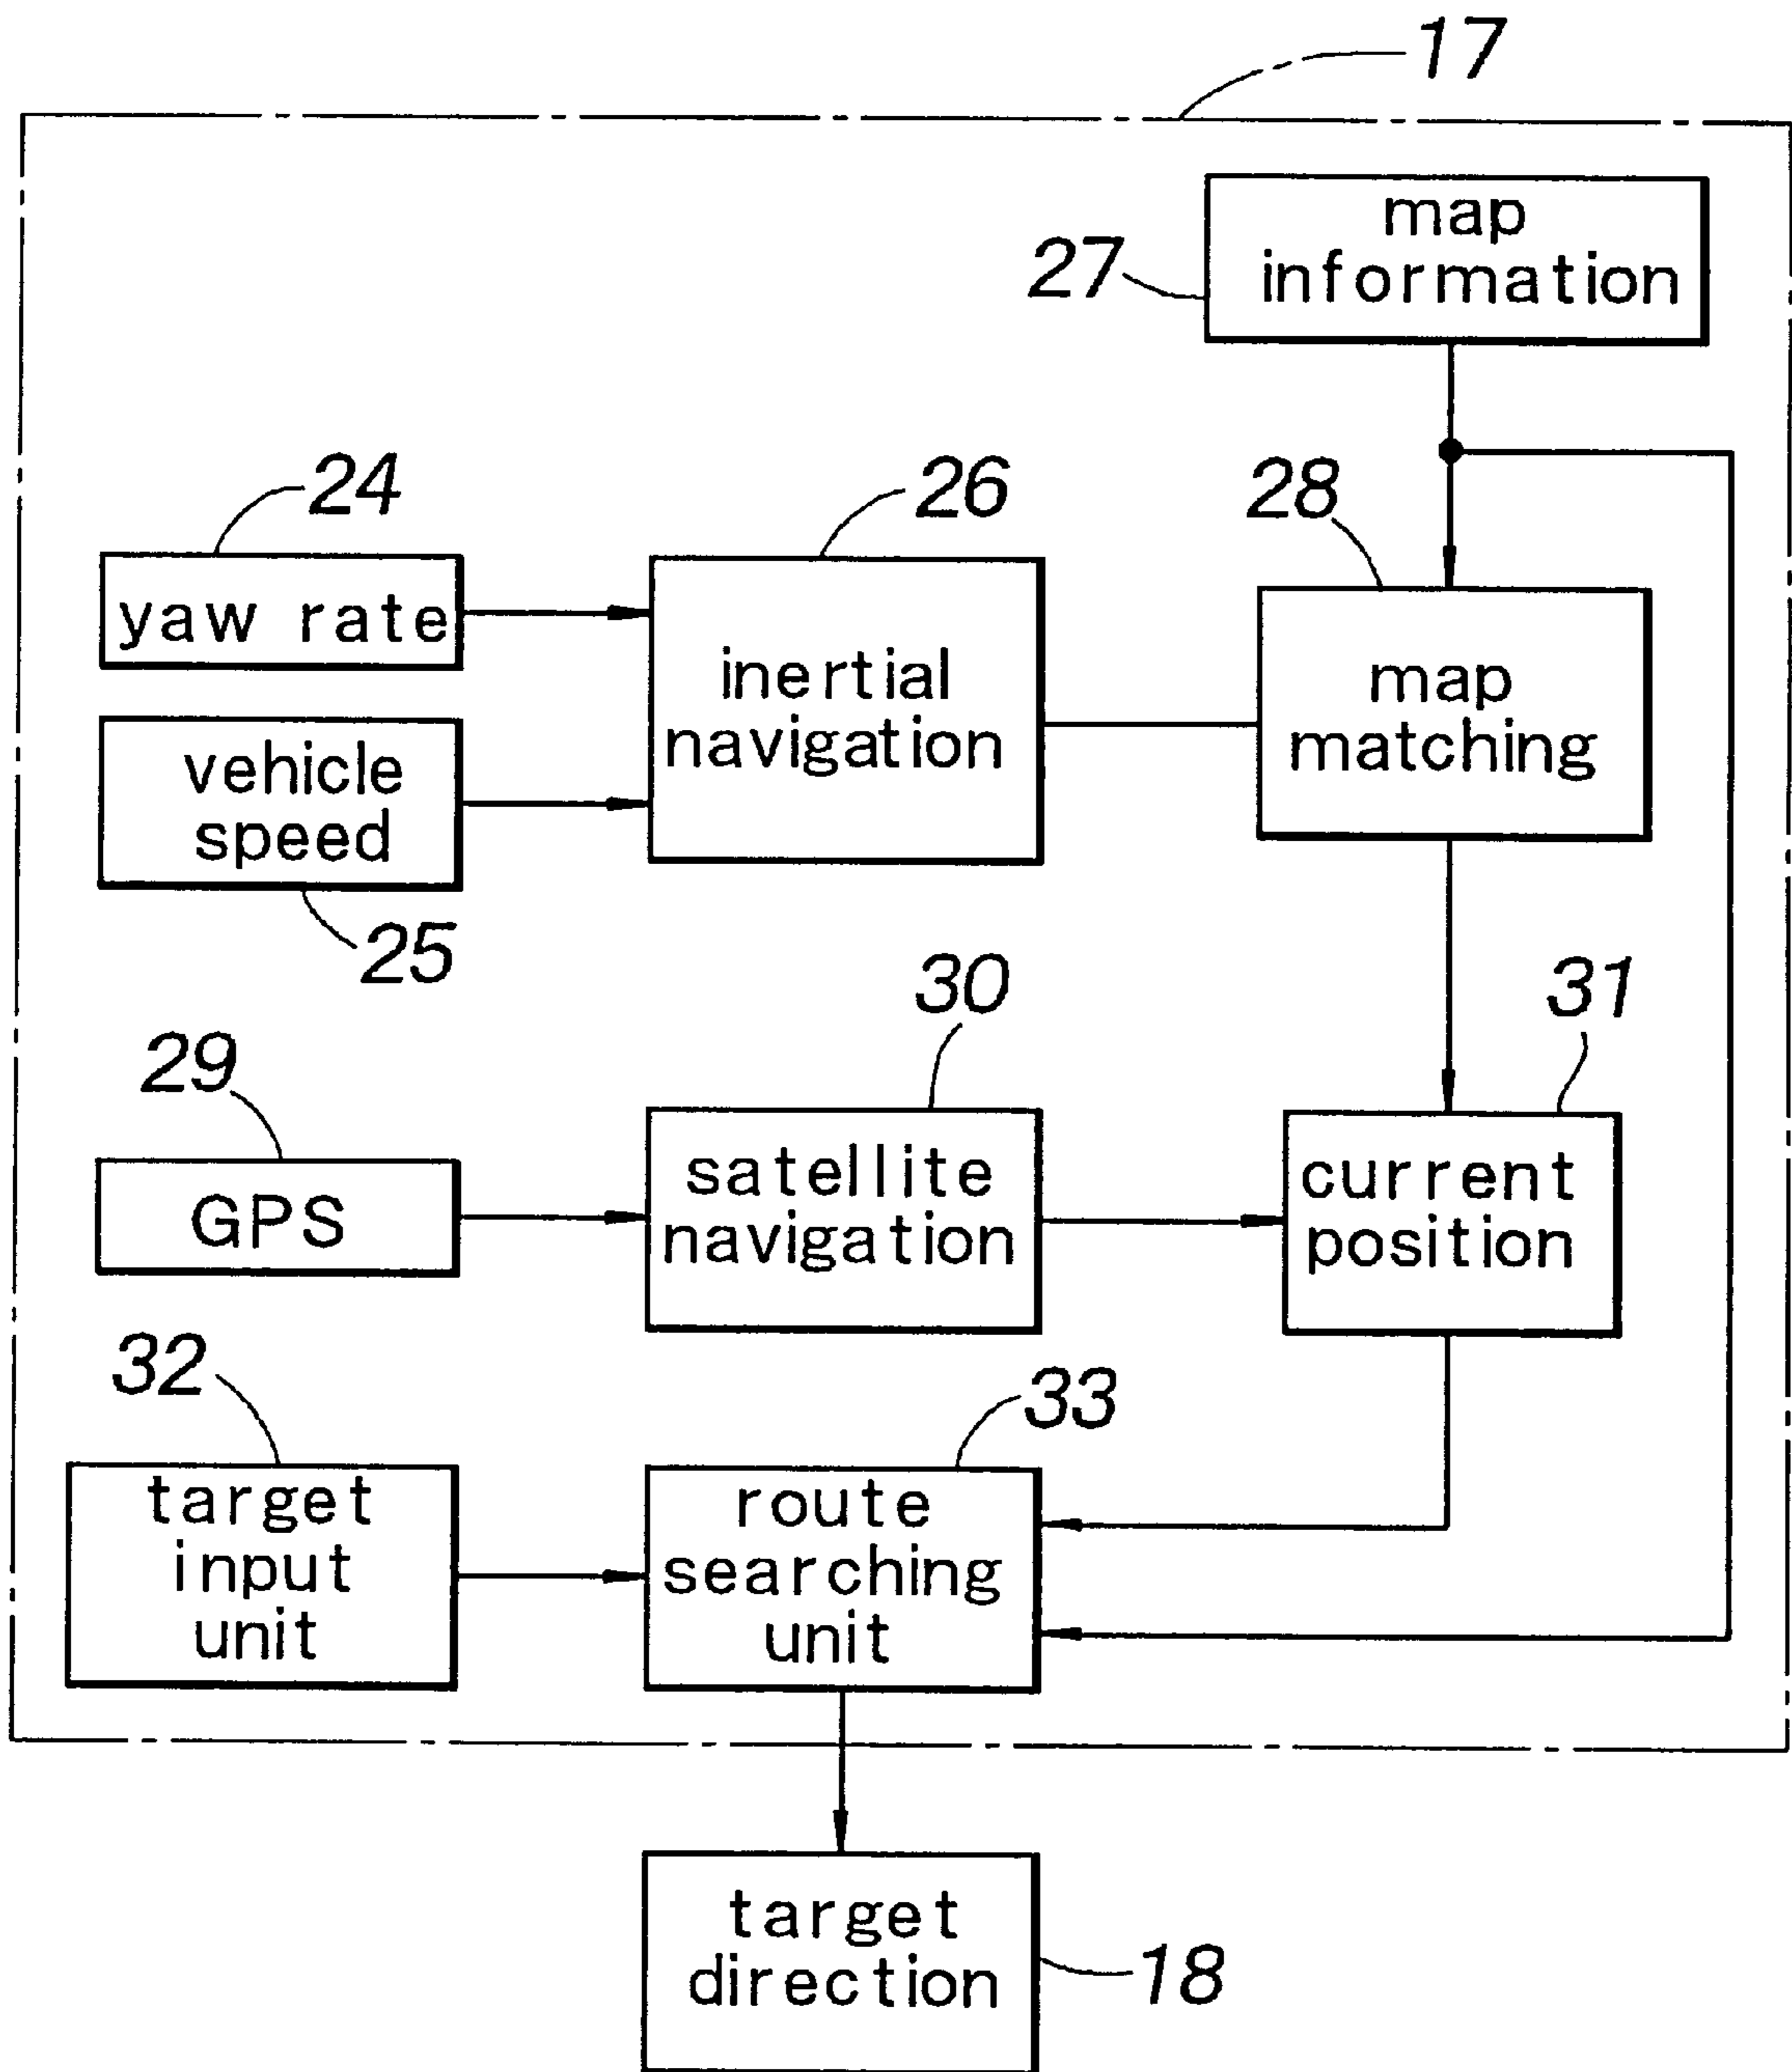 17
map
information
27
24
26
28
yaw rate
inertial
navigation
map
matching
vehicle
speed
25
30
31
29
GPS
satellite
navigation
current
position
32
33
target
input
unit
route
searching
unit
target
direction
18